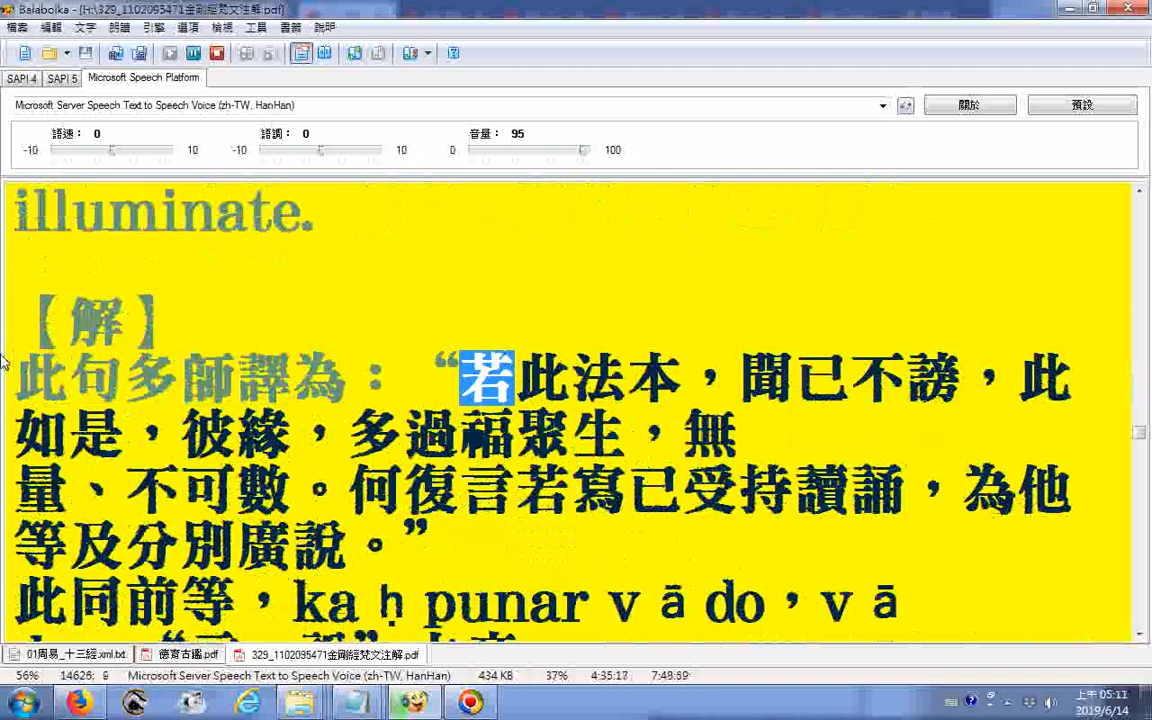 Balabolka - [H:\329_1102095471金剛經梵文注解.pdf]
檔案 編輯 文字 朗讀 引擎 選項 檢視 工具 書籤 說明
SAPI 4 SAPI 5 Microsoft Speech Platform
Microsoft Server Speech Text to Speech Voice (zh-TW, HanHan) 關於 預設
語速： 0 語調： 0 音量： 95
-10 10 -10 10 0 100
illuminate.
【解】
此句多師譯為：“若此法本，聞已不謗，此
如是，彼緣，多過福聚生，無
量、不可數。何復言若寫已受持讀誦，為他
等及分別廣說。”
此同前等，kaḥ punar vādo，vā
01周易_十三經.xml.txt 德育古鑑.pdf 329_1102095471金剛經梵文注解.pdf
56% 14626: 9 Microsoft Server Speech Text to Speech Voice (zh-TW, HanHan) 434 KB 37% 4:35:17 7:48:59
上午 05:11
2019/6/14